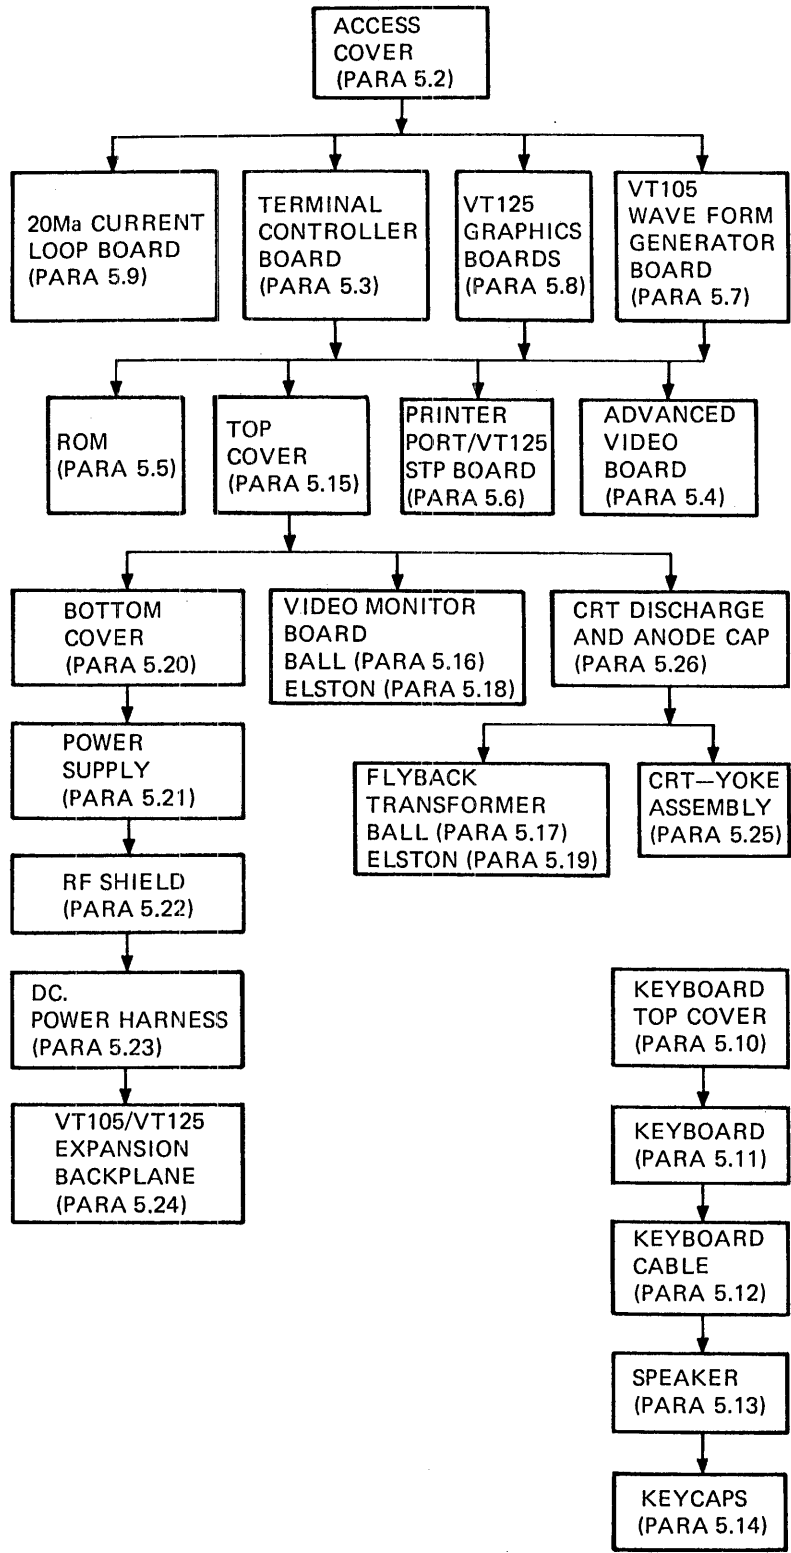 ACCESS
COVER
(PARA 5.2)
20Ma CURRENT
LOOP BOARD
(PARA 5.9)
TERMINAL
CONTROLLER
BOARD
(PARA 5.3)
VT125
GRAPHICS
BOARDS
(PARA 5.8)
VT105
WAVE FORM
GENERATOR
BOARD
(PARA 5.7)
ROM
(PARA 5.5)
TOP
COVER
(PARA 5.15)
PRINTER
PORT/VT125
STP BOARD
(PARA 5.6)
ADVANCED
VIDEO
BOARD
(PARA 5.4)
BOTTOM
COVER
(PARA 5.20)
VIDEO MONITOR
BOARD
BALL (PARA 5.16)
ELSTON (PARA 5.18)
CRT DISCHARGE
AND ANODE CAP
(PARA 5.26)
POWER
SUPPLY
(PARA 5.21)
FLYBACK
TRANSFORMER
BALL (PARA 5.17)
ELSTON (PARA 5.19)
CRT—YOKE
ASSEMBLY
(PARA 5.25)
RF SHIELD
(PARA 5.22)
DC.
POWER HARNESS
(PARA 5.23)
VT105/VT125
EXPANSION
BACKPLANE
(PARA 5.24)
KEYBOARD
TOP COVER
(PARA 5.10)
KEYBOARD
(PARA 5.11)
KEYBOARD
CABLE
(PARA 5.12)
SPEAKER
(PARA 5.13)
KEYCAPS
(PARA 5.14)